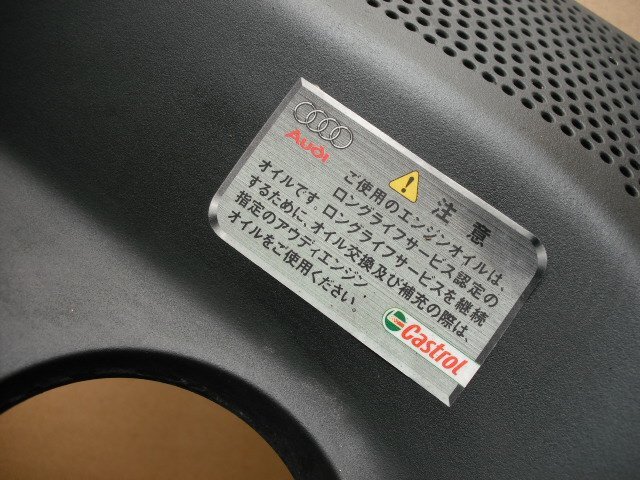 Audi
注意
ご使用のエンジンオイルは、
ロングライフサービス認定の
オイルです。ロングライフサービスを継続
するために、オイル交換及び補充の際は、
指定のアウディエンジン・
オイルをご使用ください。
Castrol